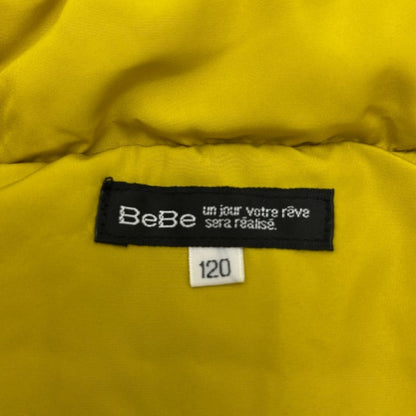 BeBe
un jour votre rêve
sera réalisé.
120